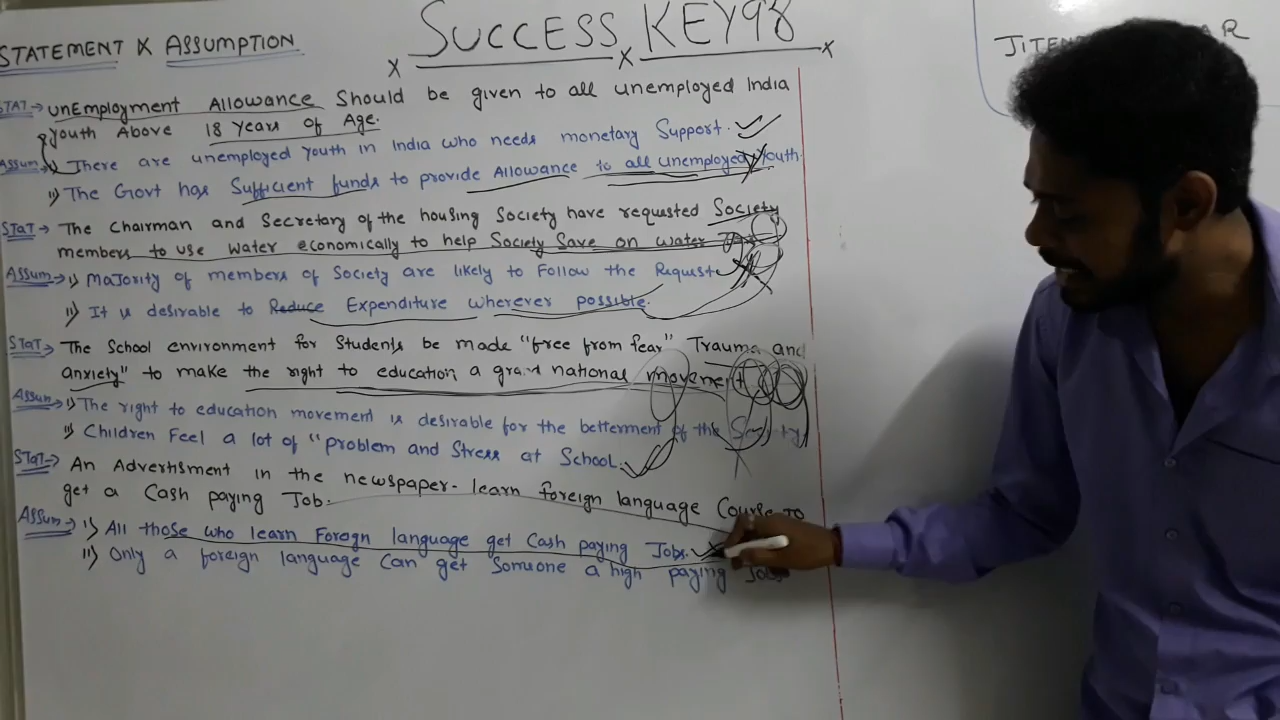 SUCCESS KEY98
STATEMENT X ASSUMPTION
STAT → UnEmployment Allowance Should be given to all unemployed India
Youth Above 18 Years of Age.
Assum → i) There are unemployed Youth in India who needs monetary Support.
ii) The Govt has Sufficient funds to provide Allowance to all unemployed Youth.
STaT → The Chairman and Secretary of the housing Society have requested Society
members to use water economically to help Society Save on water
Assum → i) Majority of members of Society are likely to Follow the Request
ii) It is desirable to Reduce Expenditure wherever possible.
STaT → The School environment for Students be made "free from fear" Trauma and
anxiety" to make the right to education a grand national movement
Assum → i) The right to education movement is desirable for the betterment of the
ii) Children Feel a lot of "problem and Stress at School.
STaT → An Advertisment in the newspaper- learn foreign language Course to
get a Cash paying Job.
Assum → i) All those who learn Foreign language get Cash paying Jobs.
ii) Only a foreign language Can get Someone a high paying